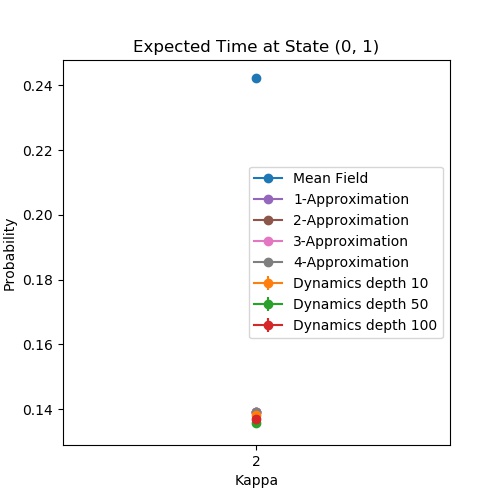 Expected Time at State (0, 1)
0.24
0.22
0.20
0.18
0.16
0.14
Probability
Mean Field
1-Approximation
2-Approximation
3-Approximation
4-Approximation
Dynamics depth 10
Dynamics depth 50
Dynamics depth 100
2
Kappa